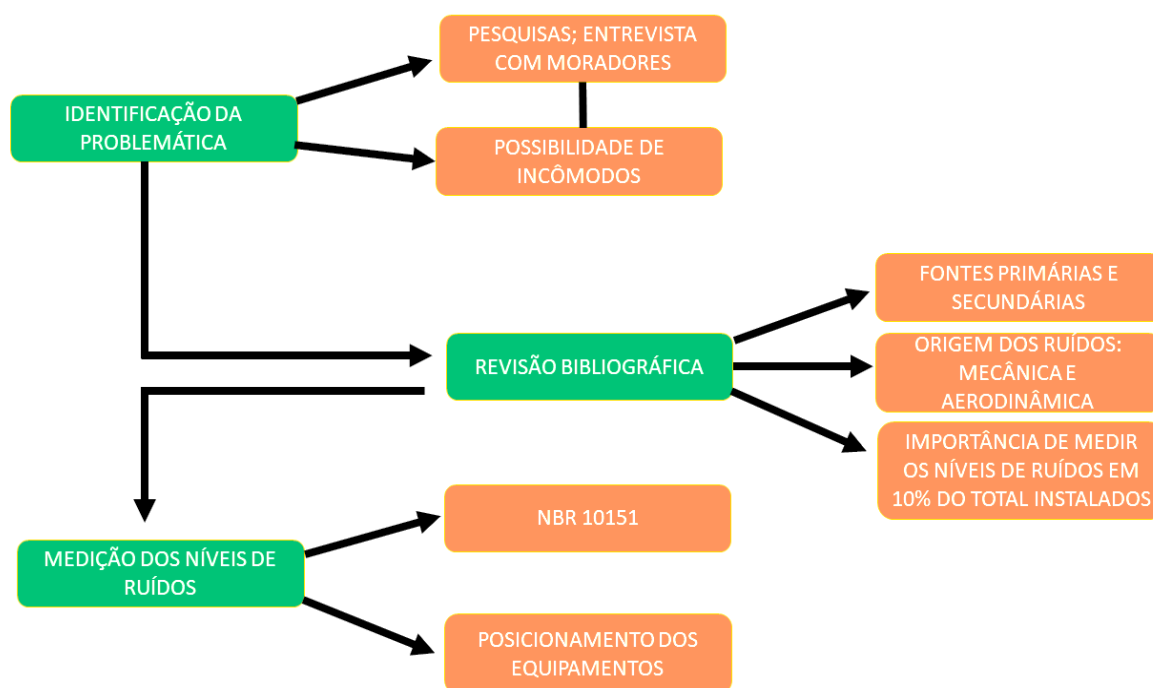 PESQUISAS; ENTREVISTA
COM MORADORES
IDENTIFICAÇÃO DA
PROBLEMÁTICA
POSSIBILIDADE DE
INCÔMODOS
FONTES PRIMÁRIAS E
SECUNDÁRIAS
REVISÃO BIBLIOGRÁFICA
ORIGEM DOS RUÍDOS:
MECÂNICA E
AERODINÂMICA
IMPORTÂNCIA DE MEDIR
OS NÍVEIS DE RUÍDOS EM
10% DO TOTAL INSTALADOS
NBR 10151
MEDIÇÃO DOS NÍVEIS DE
RUÍDOS
POSICIONAMENTO DOS
EQUIPAMENTOS